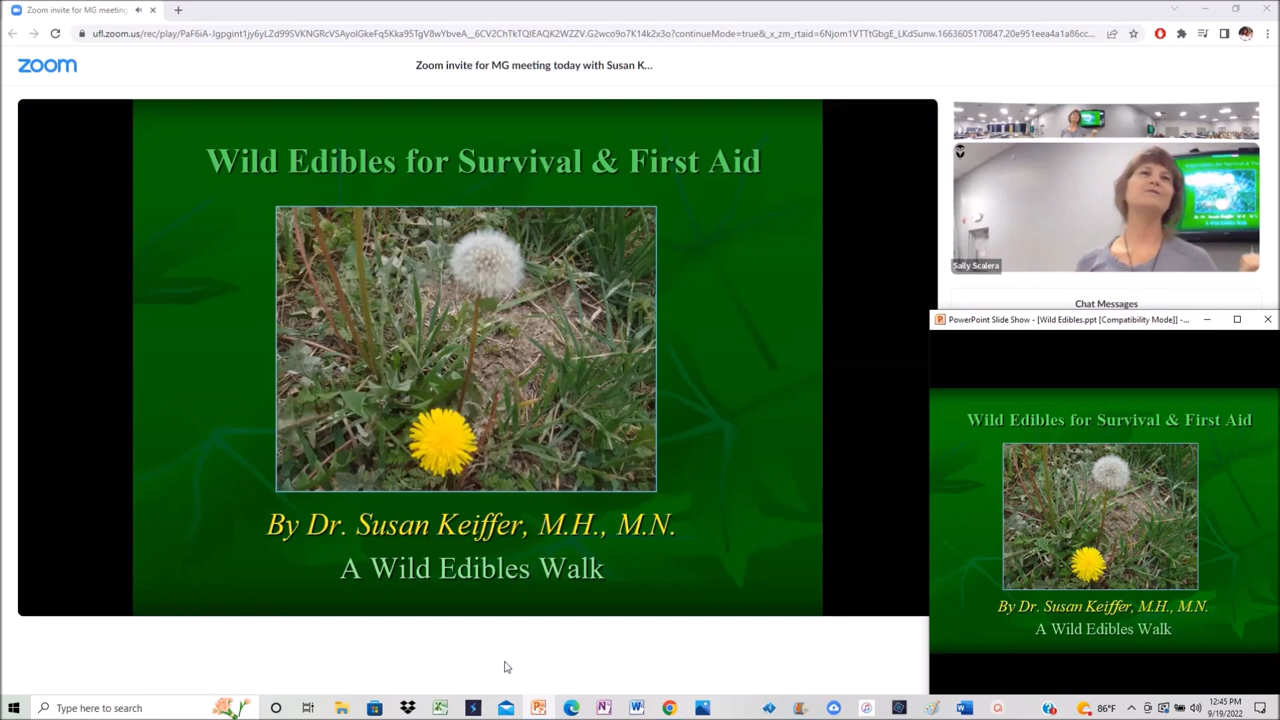 Zoom invite for MG meeting
zoom
Zoom invite for MG meeting today with Susan K...
Wild Edibles for Survival & First Aid
By Dr. Susan Keiffer, M.H., M.N.
A Wild Edibles Walk
Sally Scalera
Chat Messages
PowerPoint Slide Show - [Wild Edibles.ppt [Compatibility Mode]] -...
Wild Edibles for Survival & First Aid
By Dr. Susan Keiffer, M.H., M.N.
A Wild Edibles Walk
Type here to search
86°F
12:45 PM
9/19/2022